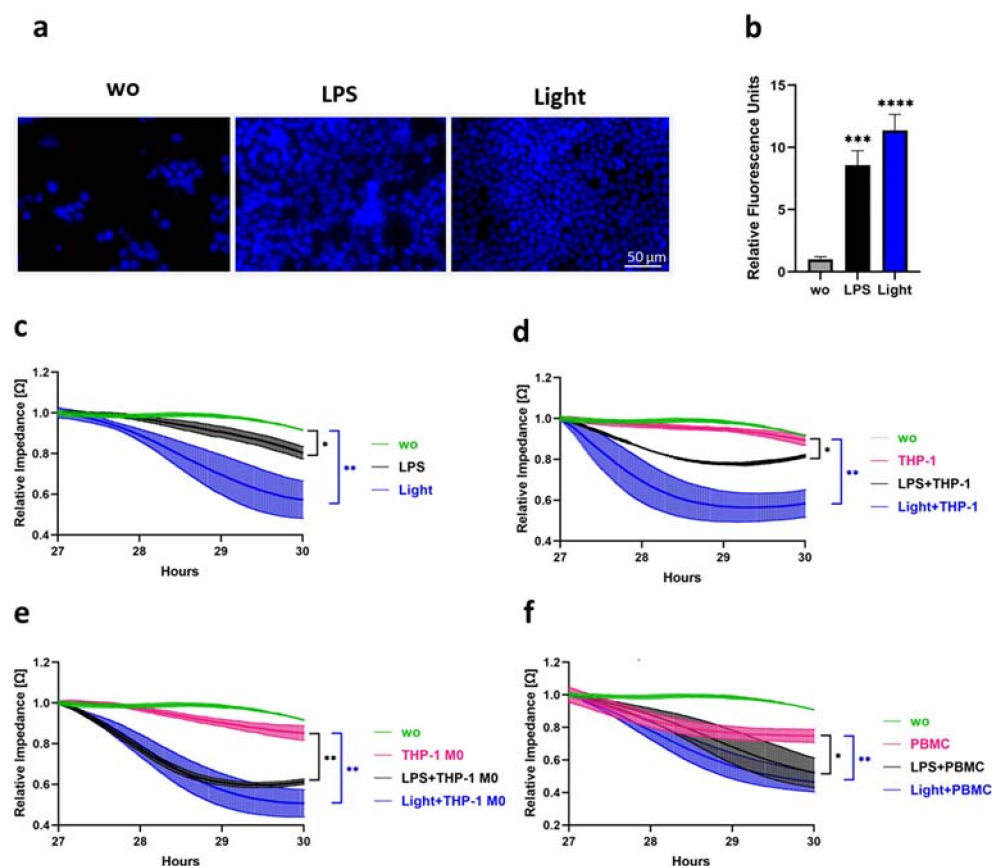 a
wo
LPS
Light
50 µm
b
Relative Fluorescence Units
15
10
5
0
***
****
wo
LPS
Light
c
Relative Impedance [Ω]
1.2
1.0
0.8
0.6
0.4
27
28
29
30
Hours
*
**
wo
LPS
Light
d
Relative Impedance [Ω]
1.2
1.0
0.8
0.6
0.4
27
28
29
30
Hours
*
**
wo
THP-1
LPS+THP-1
Light+THP-1
e
Relative Impedance [Ω]
1.2
1.0
0.8
0.6
0.4
27
28
29
30
Hours
**
**
wo
THP-1 M0
LPS+THP-1 M0
Light+THP-1 M0
f
Relative Impedance [Ω]
1.2
1.0
0.8
0.6
0.4
0.2
27
28
29
30
Hours
*
**
wo
PBMC
LPS+PBMC
Light+PBMC